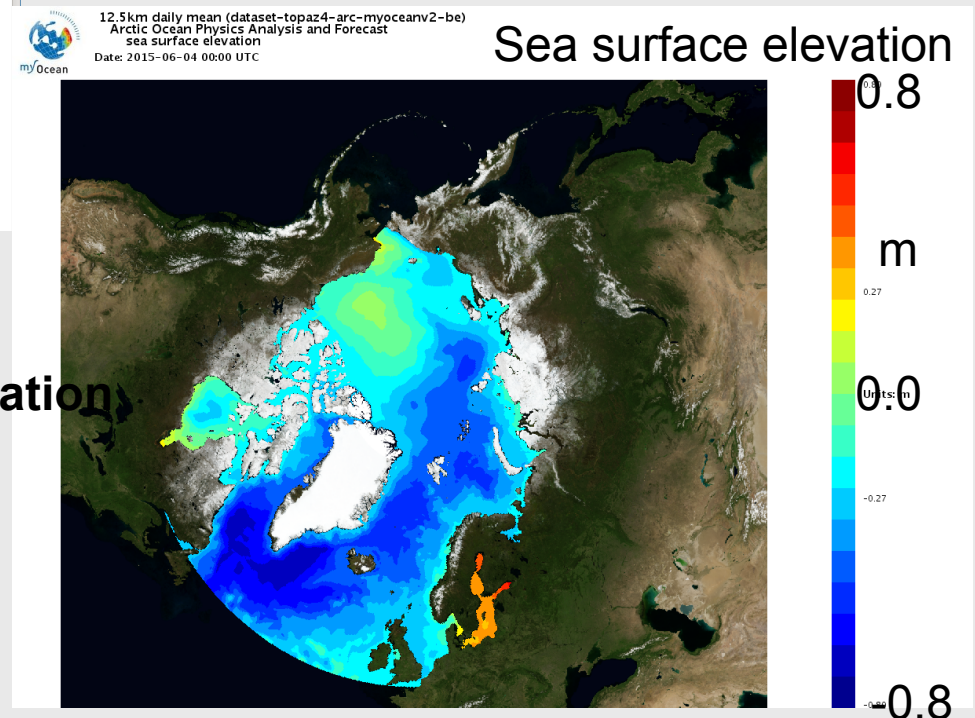 12.5km daily mean (dataset-topaz4-arc-myoceanv2-be)
Arctic Ocean Physics Analysis and Forecast
sea surface elevation
Date: 2015-06-04 00:00 UTC
my Ocean
Sea surface elevation
0.8
m
0.27
ation
Units: m
0.0
-0.27
-0.8